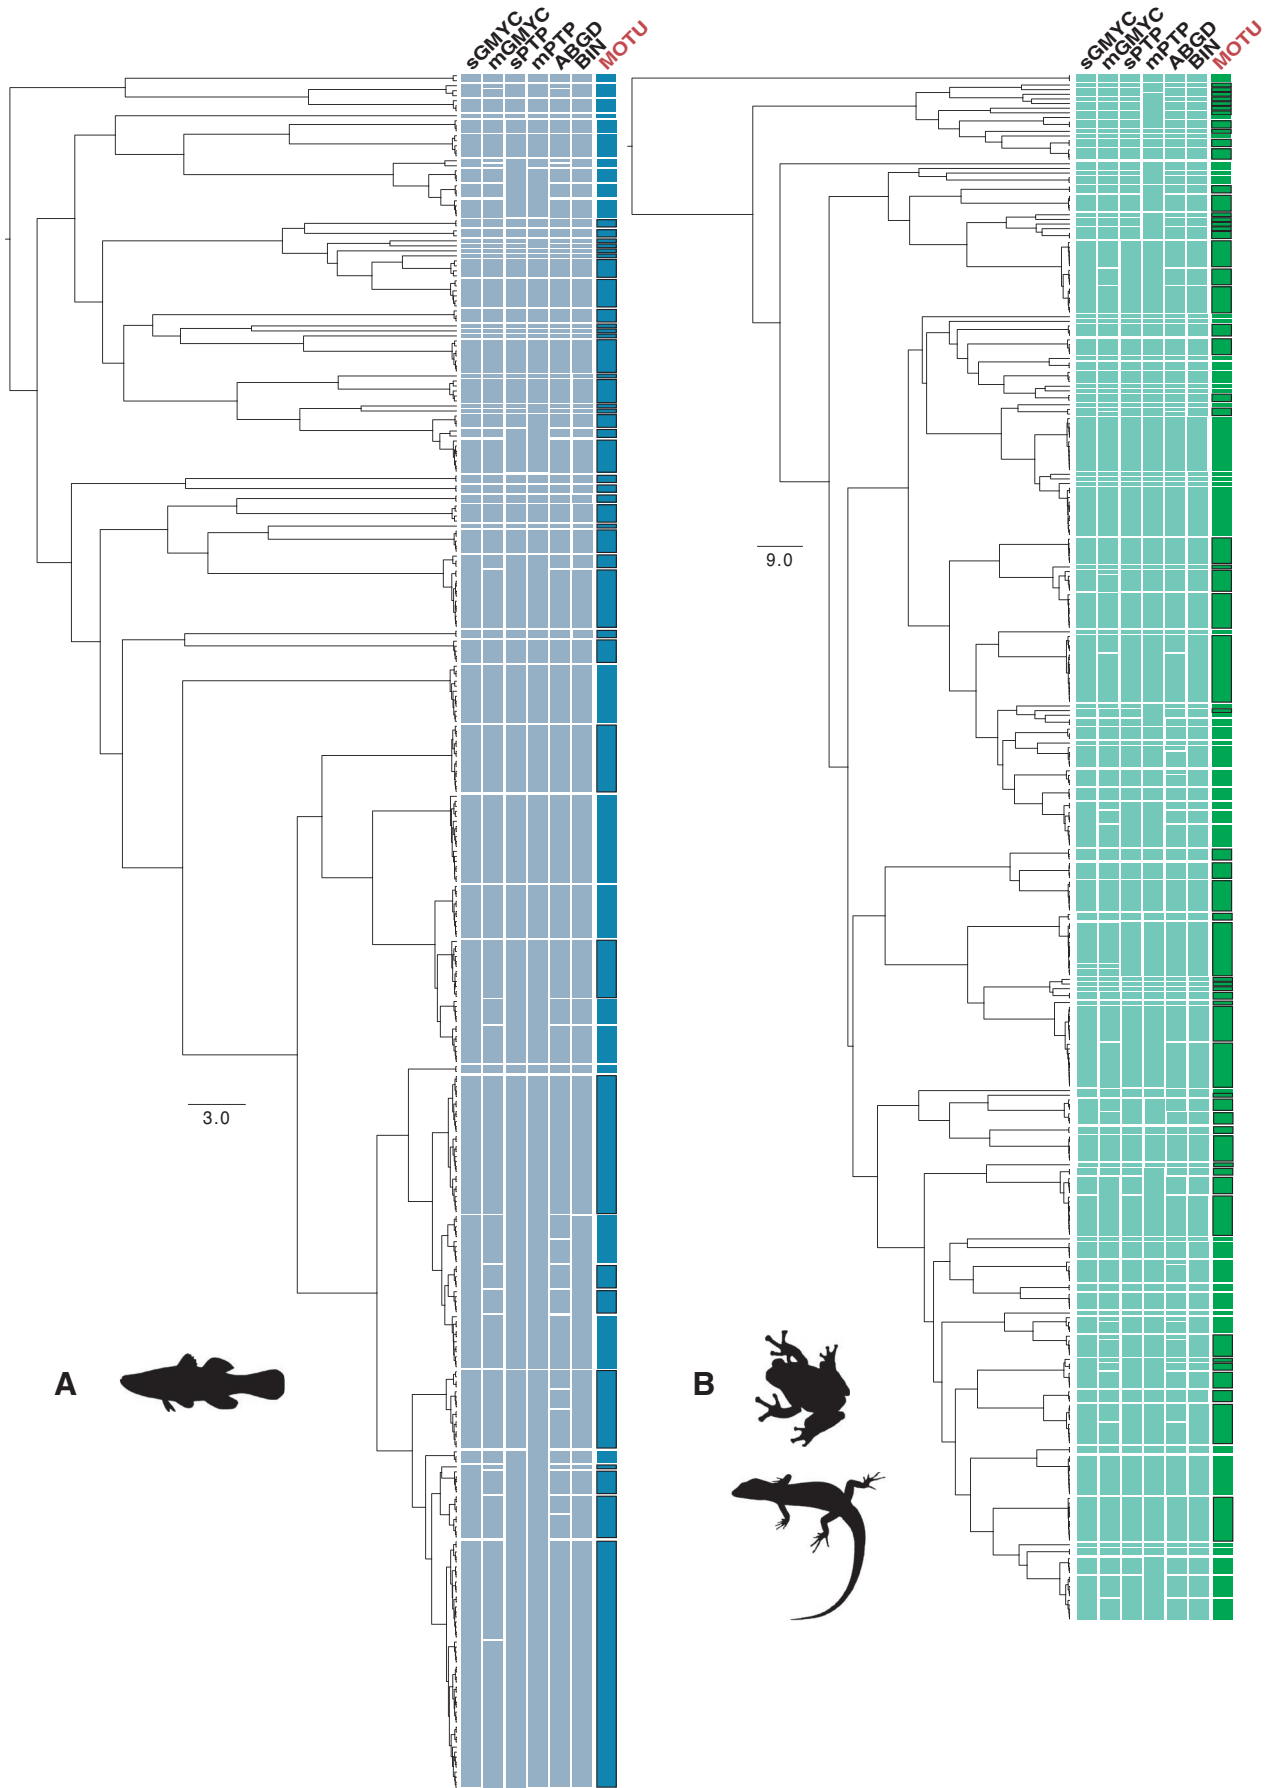 sGMYC mGMYC sPTP mPTP ABGD BIN MOTU
sGMYC mGMYC sPTP mPTP ABGD BIN MOTU
9.0
3.0
A
B